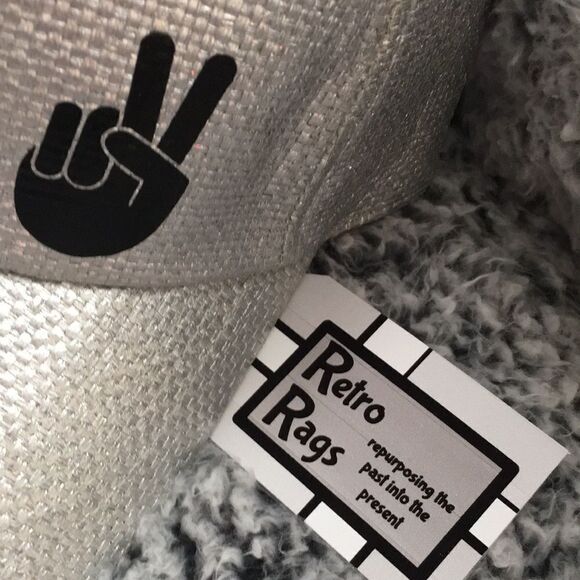 Retro
Rags
repurposing the
past into the
present